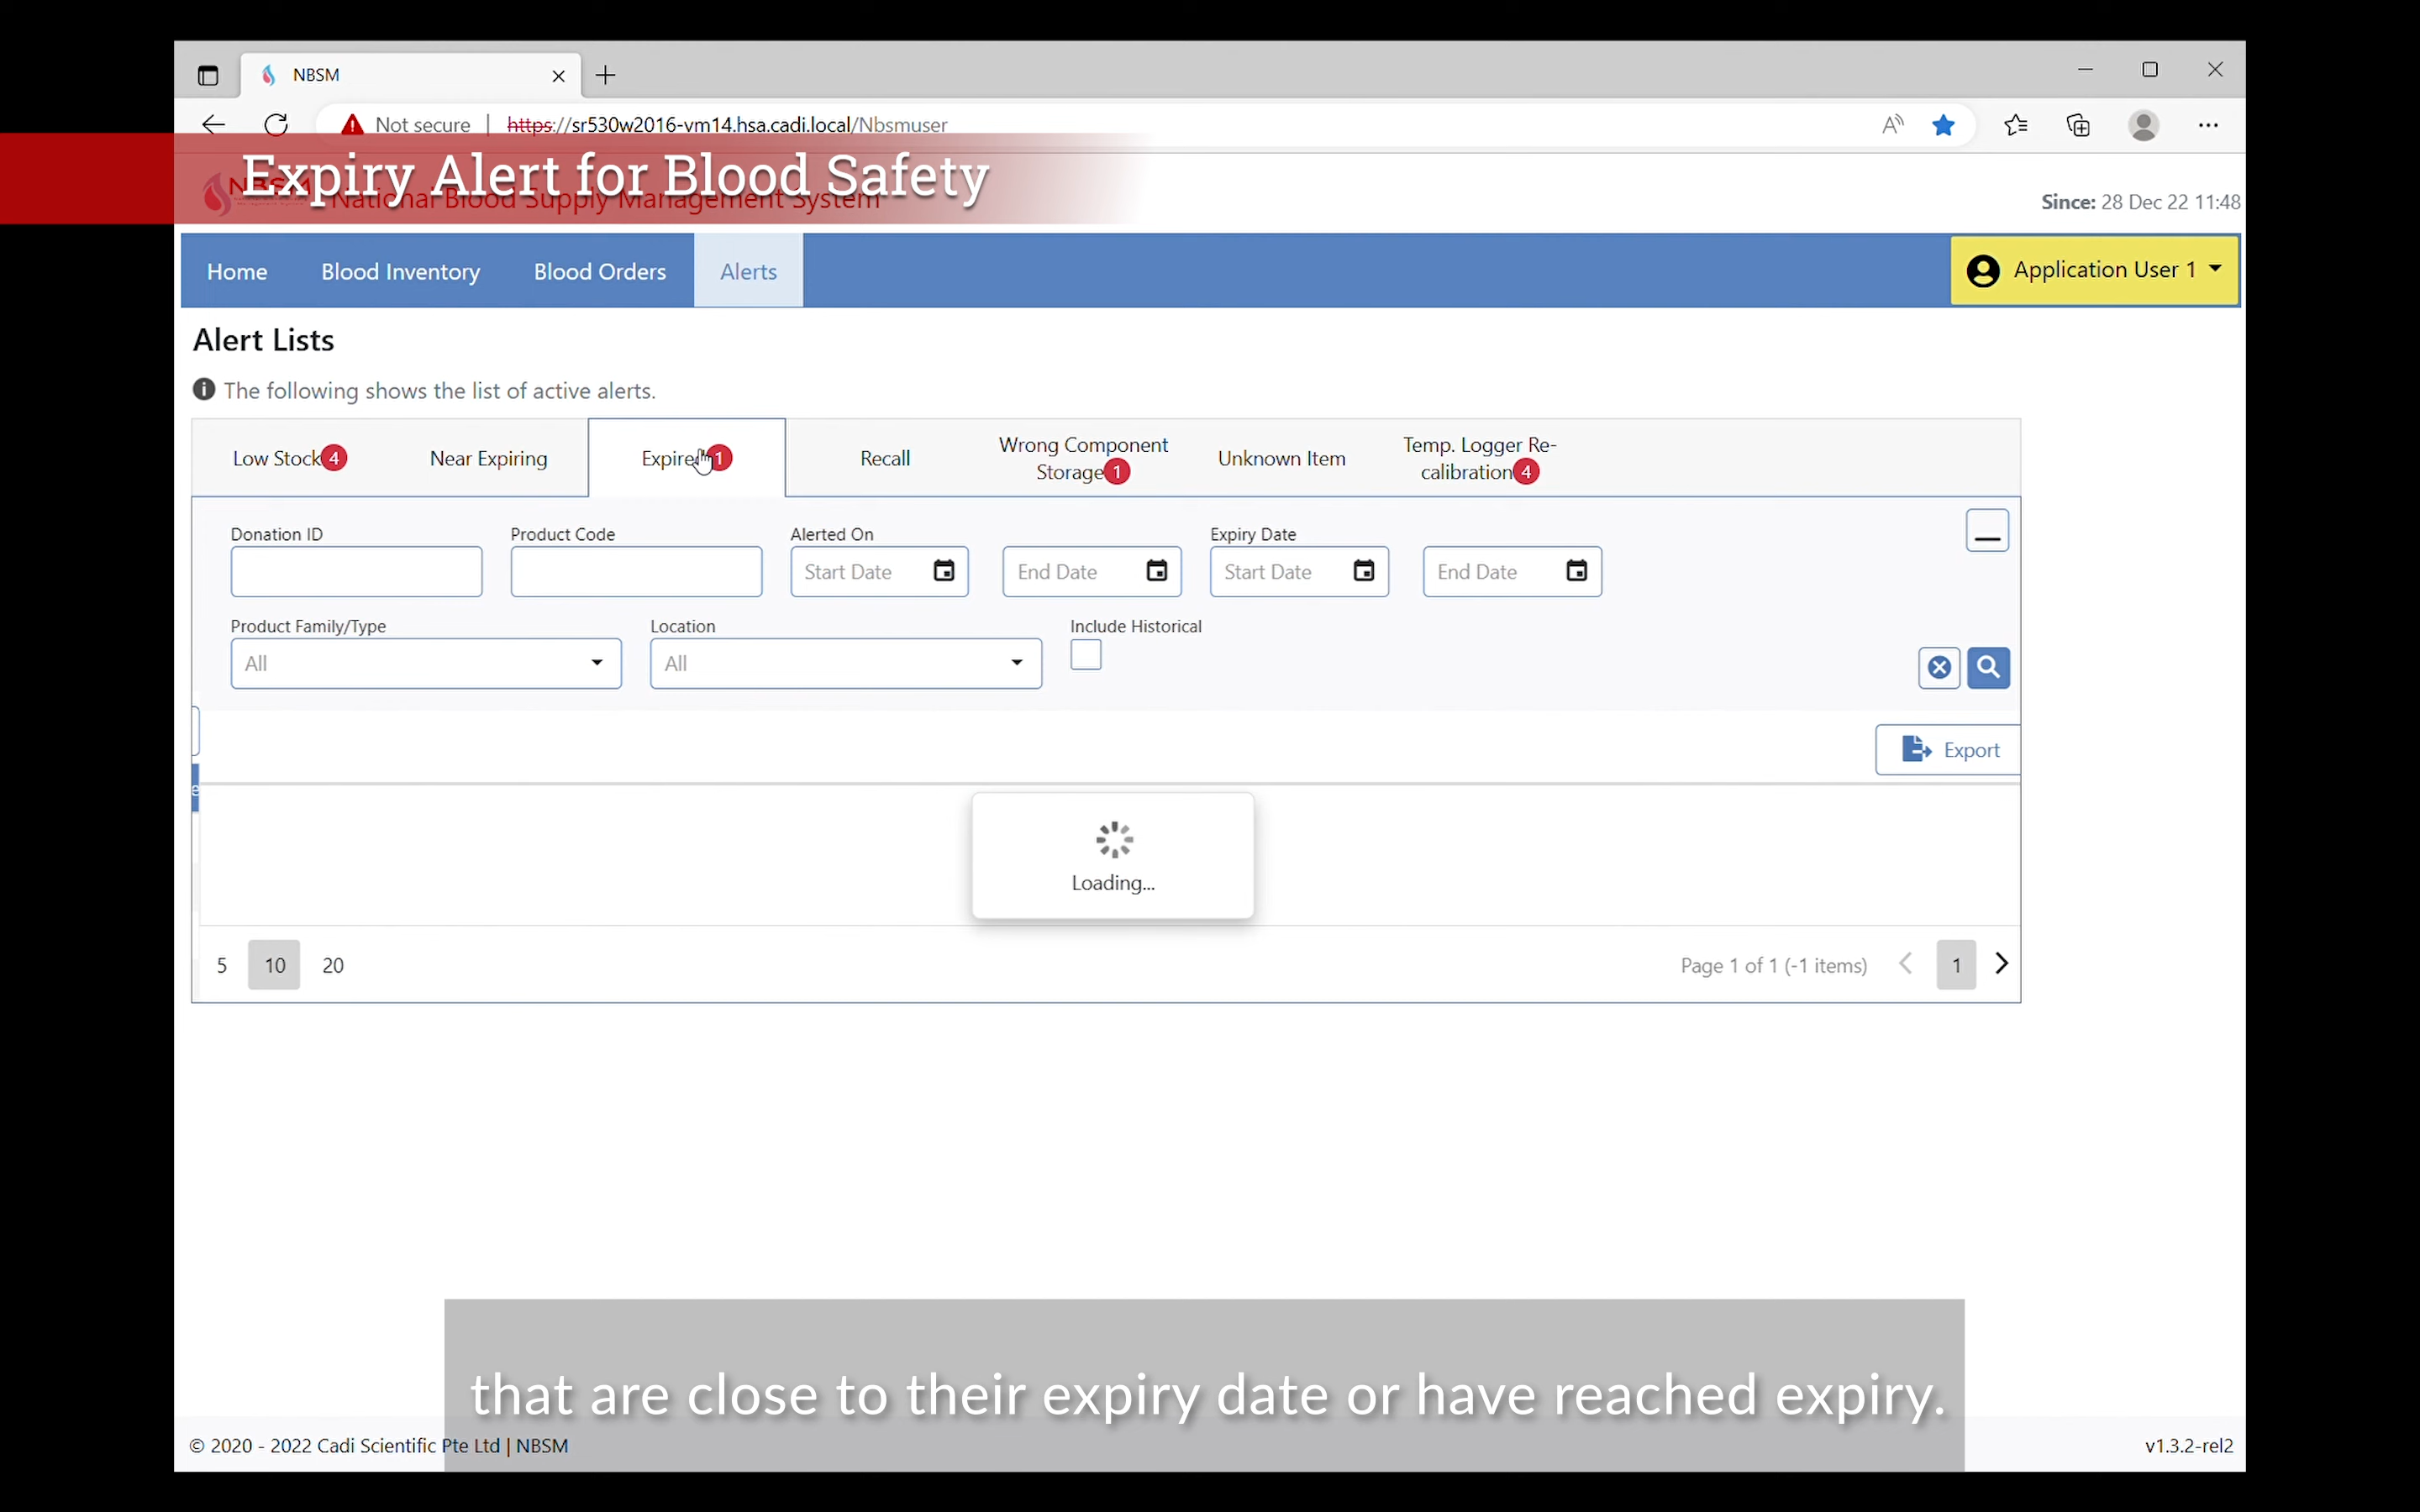 NBSM
Not secure | https://sr530w2016-vm14.hsa.cadi.local/Nbsmuser
Expiry Alert for Blood Safety
NBSM
National Blood Supply Management System
Since: 28 Dec 22 11:48
Home Blood Inventory Blood Orders Alerts
Application User 1
Alert Lists
The following shows the list of active alerts.
Low Stock 4
Near Expiring
Expired 1
Recall
Wrong Component
Storage 1
Unknown Item
Temp. Logger Re-
calibration 4
Donation ID Product Code Alerted On Expiry Date
Start Date End Date Start Date End Date
Product Family/Type Location Include Historical
All All
Export
e
Loading...
5 10 20
Page 1 of 1 (-1 items) 1
that are close to their expiry date or have reached expiry.
© 2020 - 2022 Cadi Scientific Pte Ltd | NBSM
v1.3.2-rel2